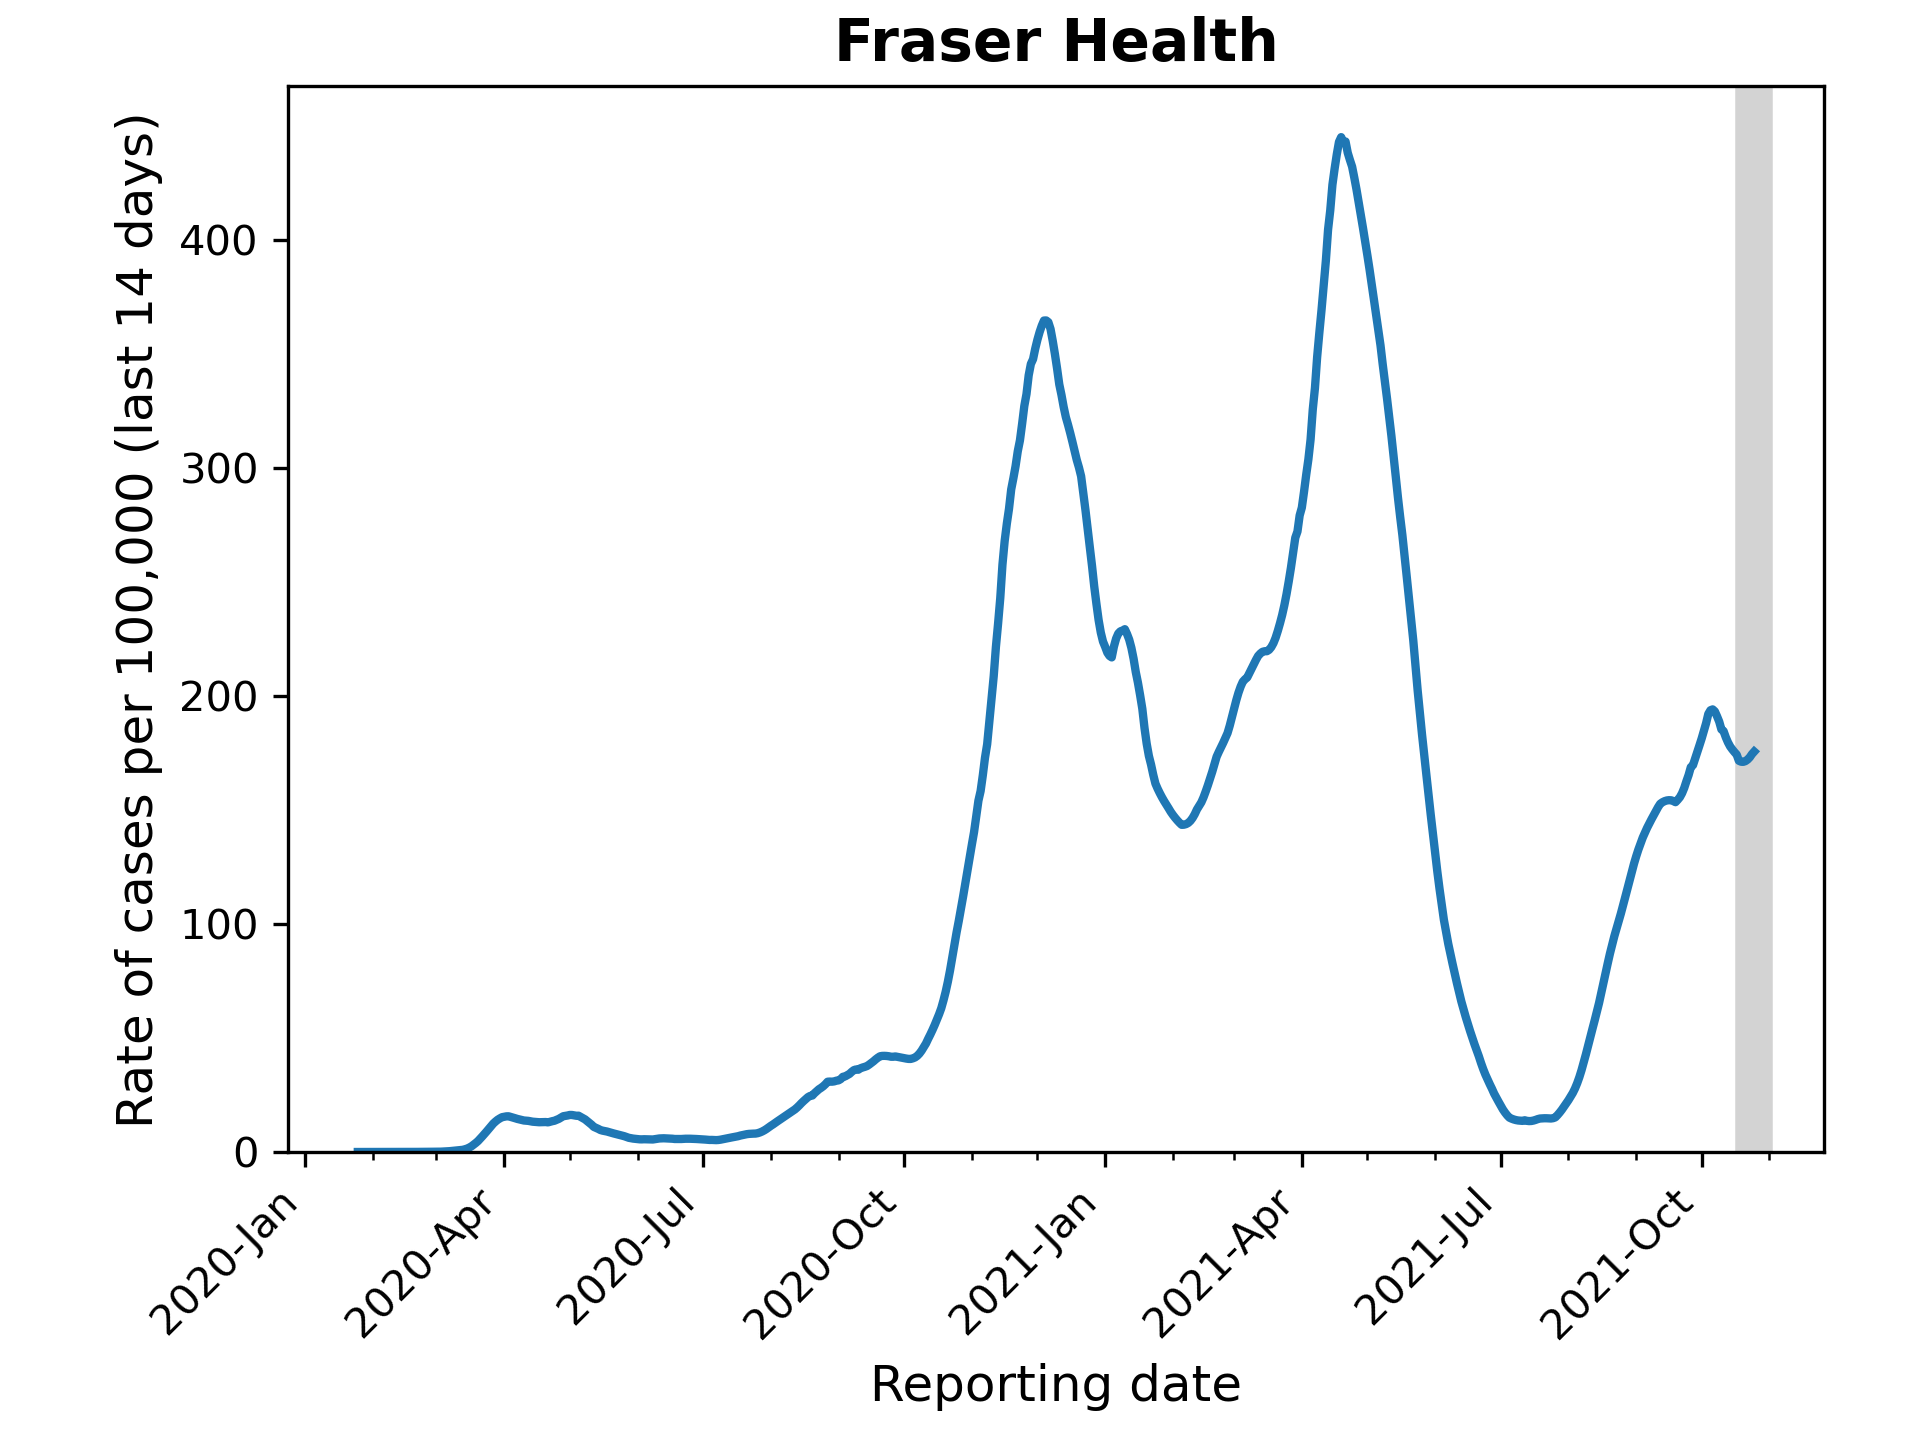 Fraser Health
Rate of cases per 100,000 (last 14 days)
400
300
200
100
0
2020-Jan
2020-Apr
2020-Jul
2020-Oct
2021-Jan
2021-Apr
2021-Jul
2021-Oct
Reporting date